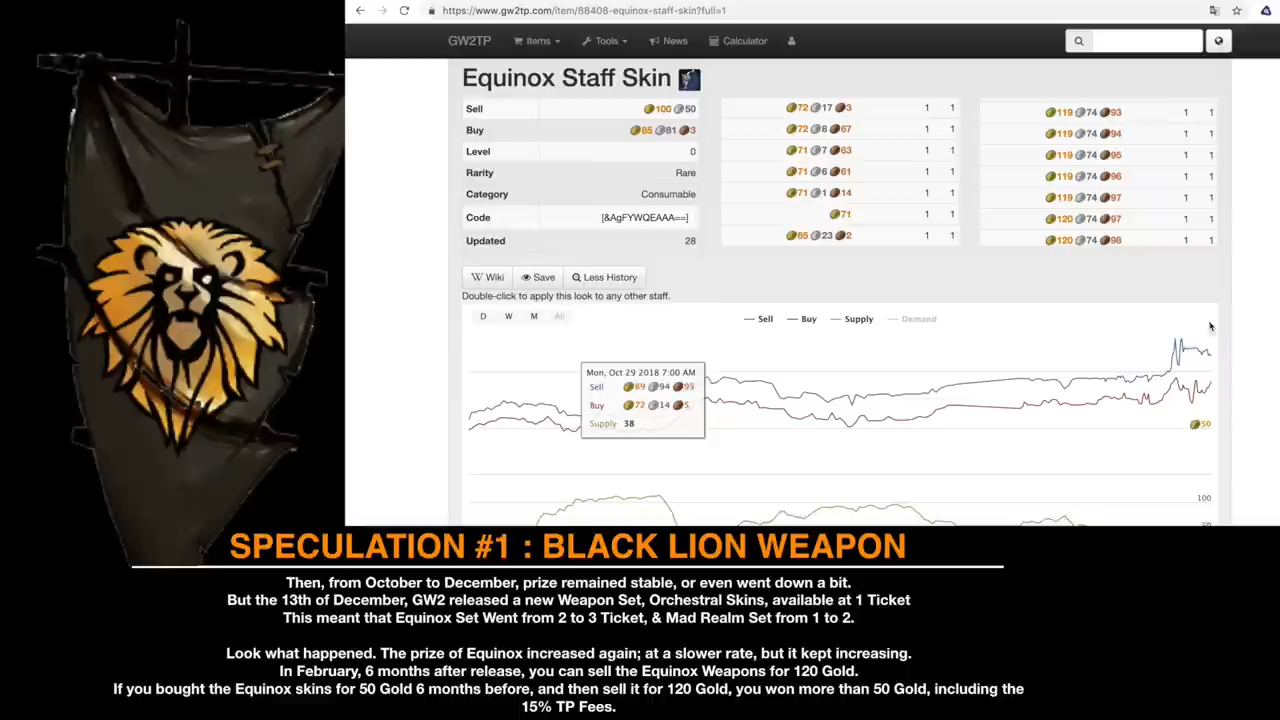 https://www.gw2tp.com/item/88408-equinox-staff-skin?full=1
GW2TP Items Tools News Calculator
Equinox Staff Skin
Sell 100 50
Buy 85 81 3
Level 0
Rarity Rare
Category Consumable
Code [&AgFYWQEAAA==]
Updated 28
72 17 3 1 1
72 8 67 1 1
71 7 63 1 1
71 6 61 1 1
71 1 14 1 1
71 1 1
65 23 2 1 1
119 74 93 1 1
119 74 94 1 1
119 74 95 1 1
119 74 96 1 1
119 74 97 1 1
120 74 97 1 1
120 74 98 1 1
W Wiki Save Less History
Double-click to apply this look to any other staff.
D W M All
Sell Buy Supply Demand
Mon, Oct 29 2018 7:00 AM
Sell 89 94 95
Buy 72 14 5
Supply 38
50
100
SPECULATION #1 : BLACK LION WEAPON
Then, from October to December, prize remained stable, or even went down a bit.
But the 13th of December, GW2 released a new Weapon Set, Orchestral Skins, available at 1 Ticket
This meant that Equinox Set Went from 2 to 3 Ticket, & Mad Realm Set from 1 to 2.
Look what happened. The prize of Equinox increased again; at a slower rate, but it kept increasing.
In February, 6 months after release, you can sell the Equinox Weapons for 120 Gold.
If you bought the Equinox skins for 50 Gold 6 months before, and then sell it for 120 Gold, you won more than 50 Gold, including the
15% TP Fees.